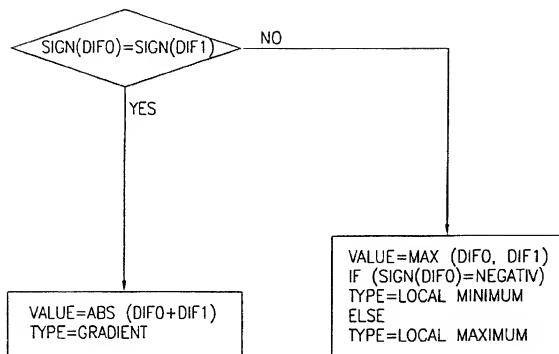 SIGN(DIF0)=SIGN(DIF1)
NO
YES
VALUE=MAX (DIF0, DIF1)
IF (SIGN(DIF0)=NEGATIV)
TYPE=LOCAL MINIMUM
ELSE
TYPE=LOCAL MAXIMUM
VALUE=ABS (DIF0+DIF1)
TYPE=GRADIENT